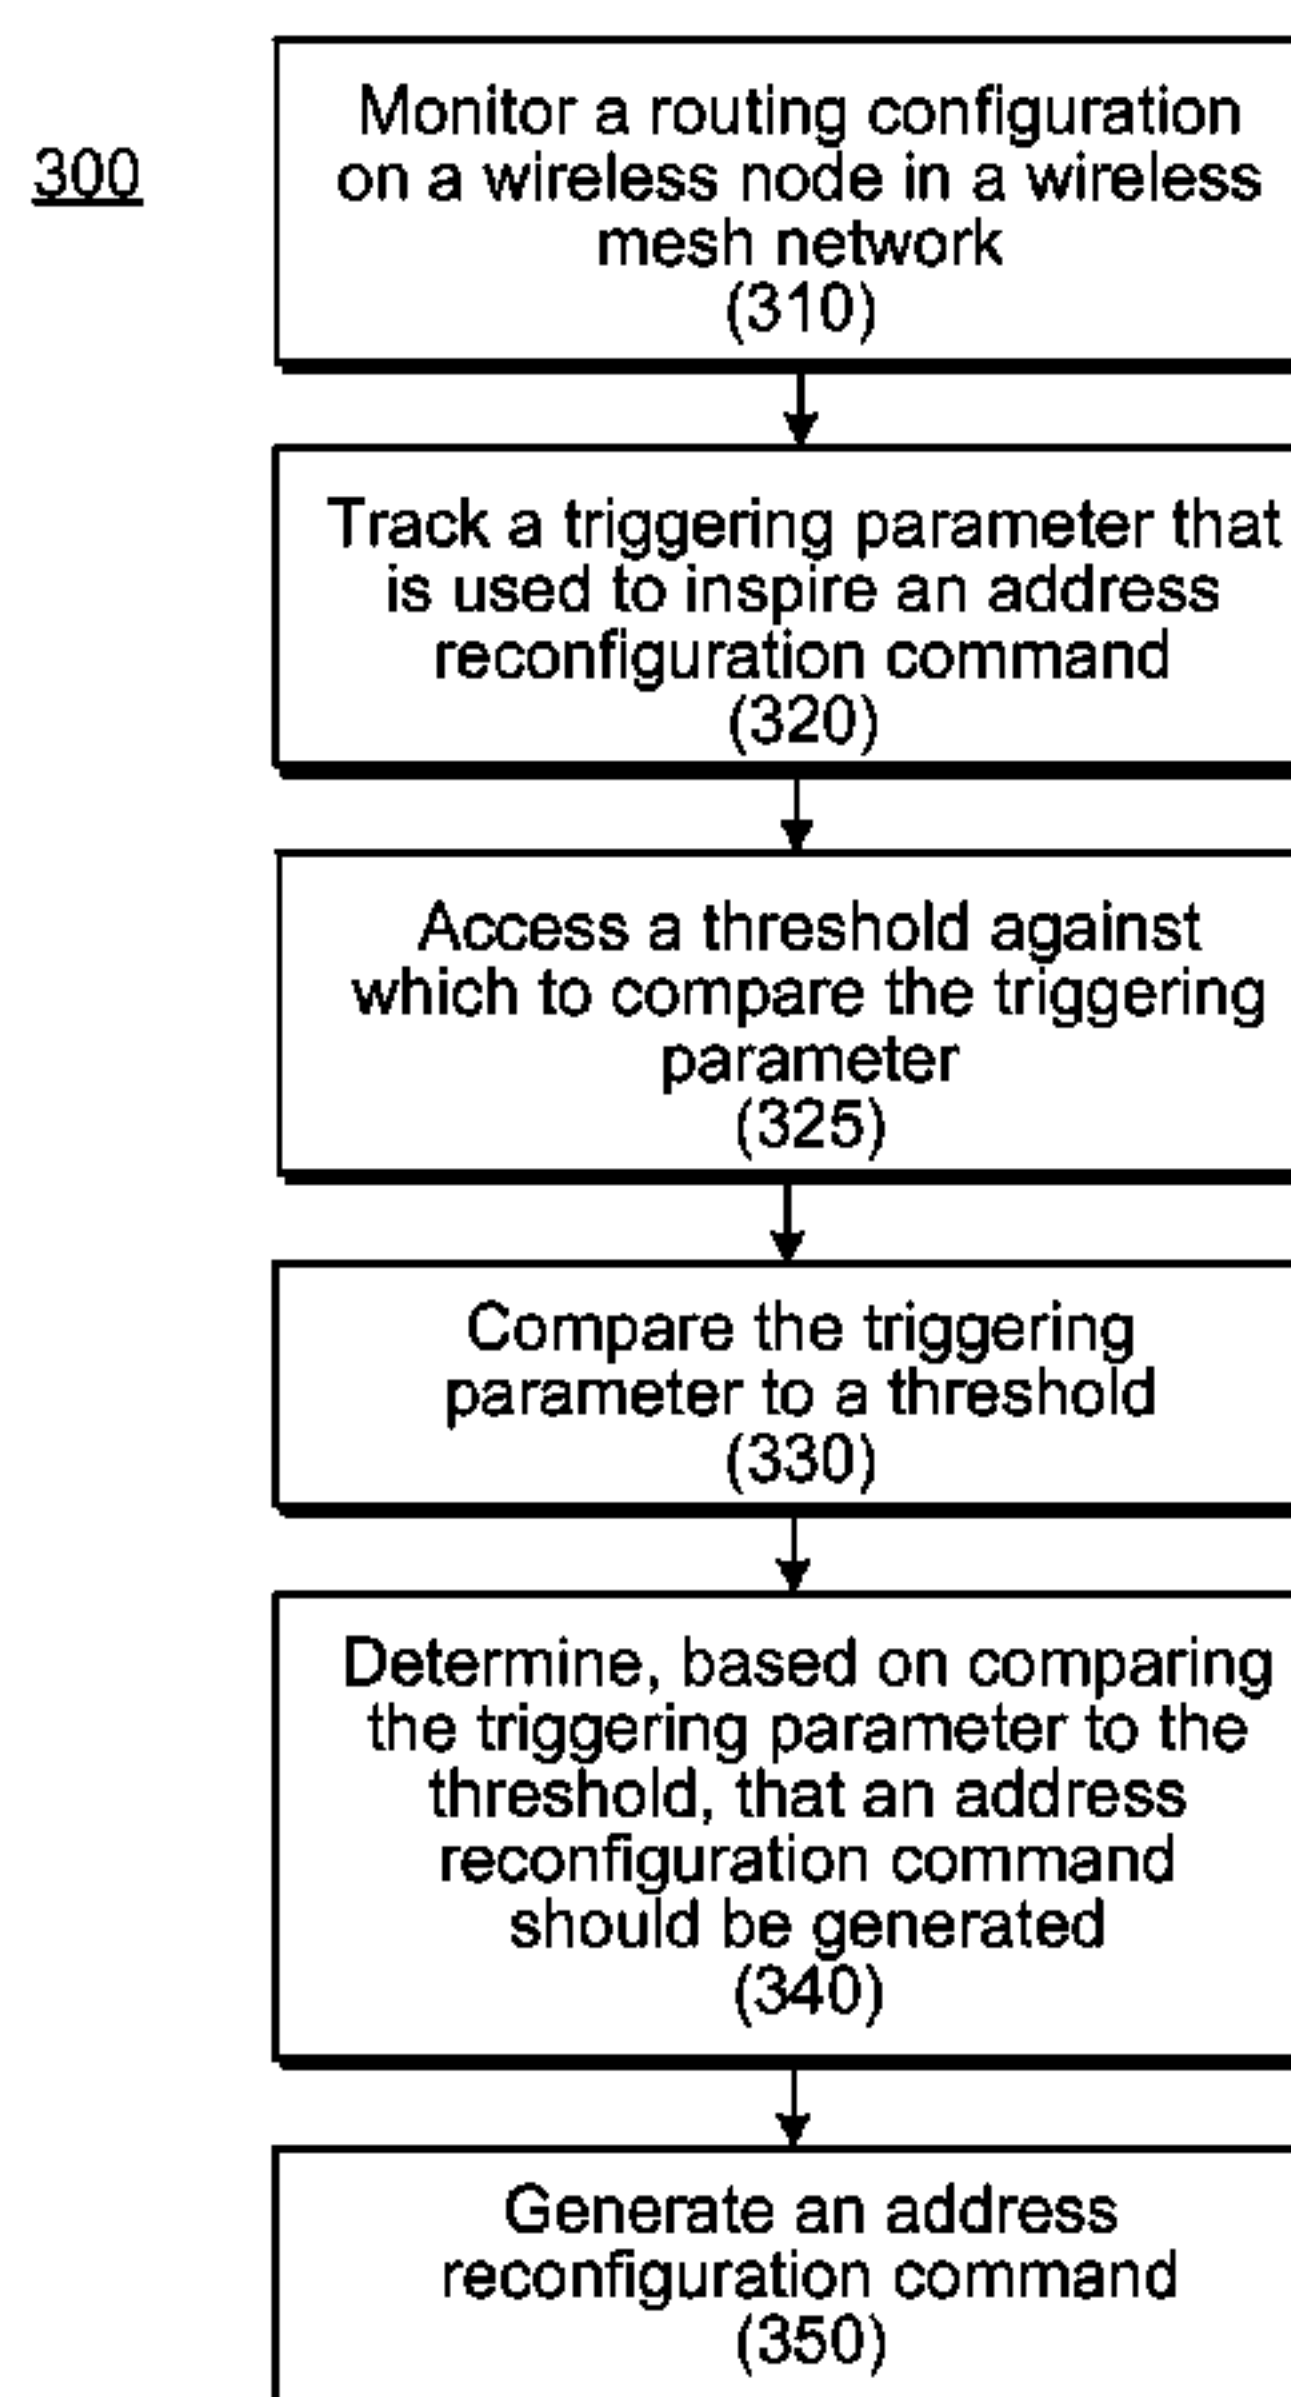 300
Monitor a routing configuration
on a wireless node in a wireless
mesh network
(310)
Track a triggering parameter that
is used to inspire an address
reconfiguration command
(320)
Access a threshold against
which to compare the triggering
parameter
(325)
Compare the triggering
parameter to a threshold
(330)
Determine, based on comparing
the triggering parameter to the
threshold, that an address
reconfiguration command
should be generated
(340)
Generate an address
reconfiguration command
(350)